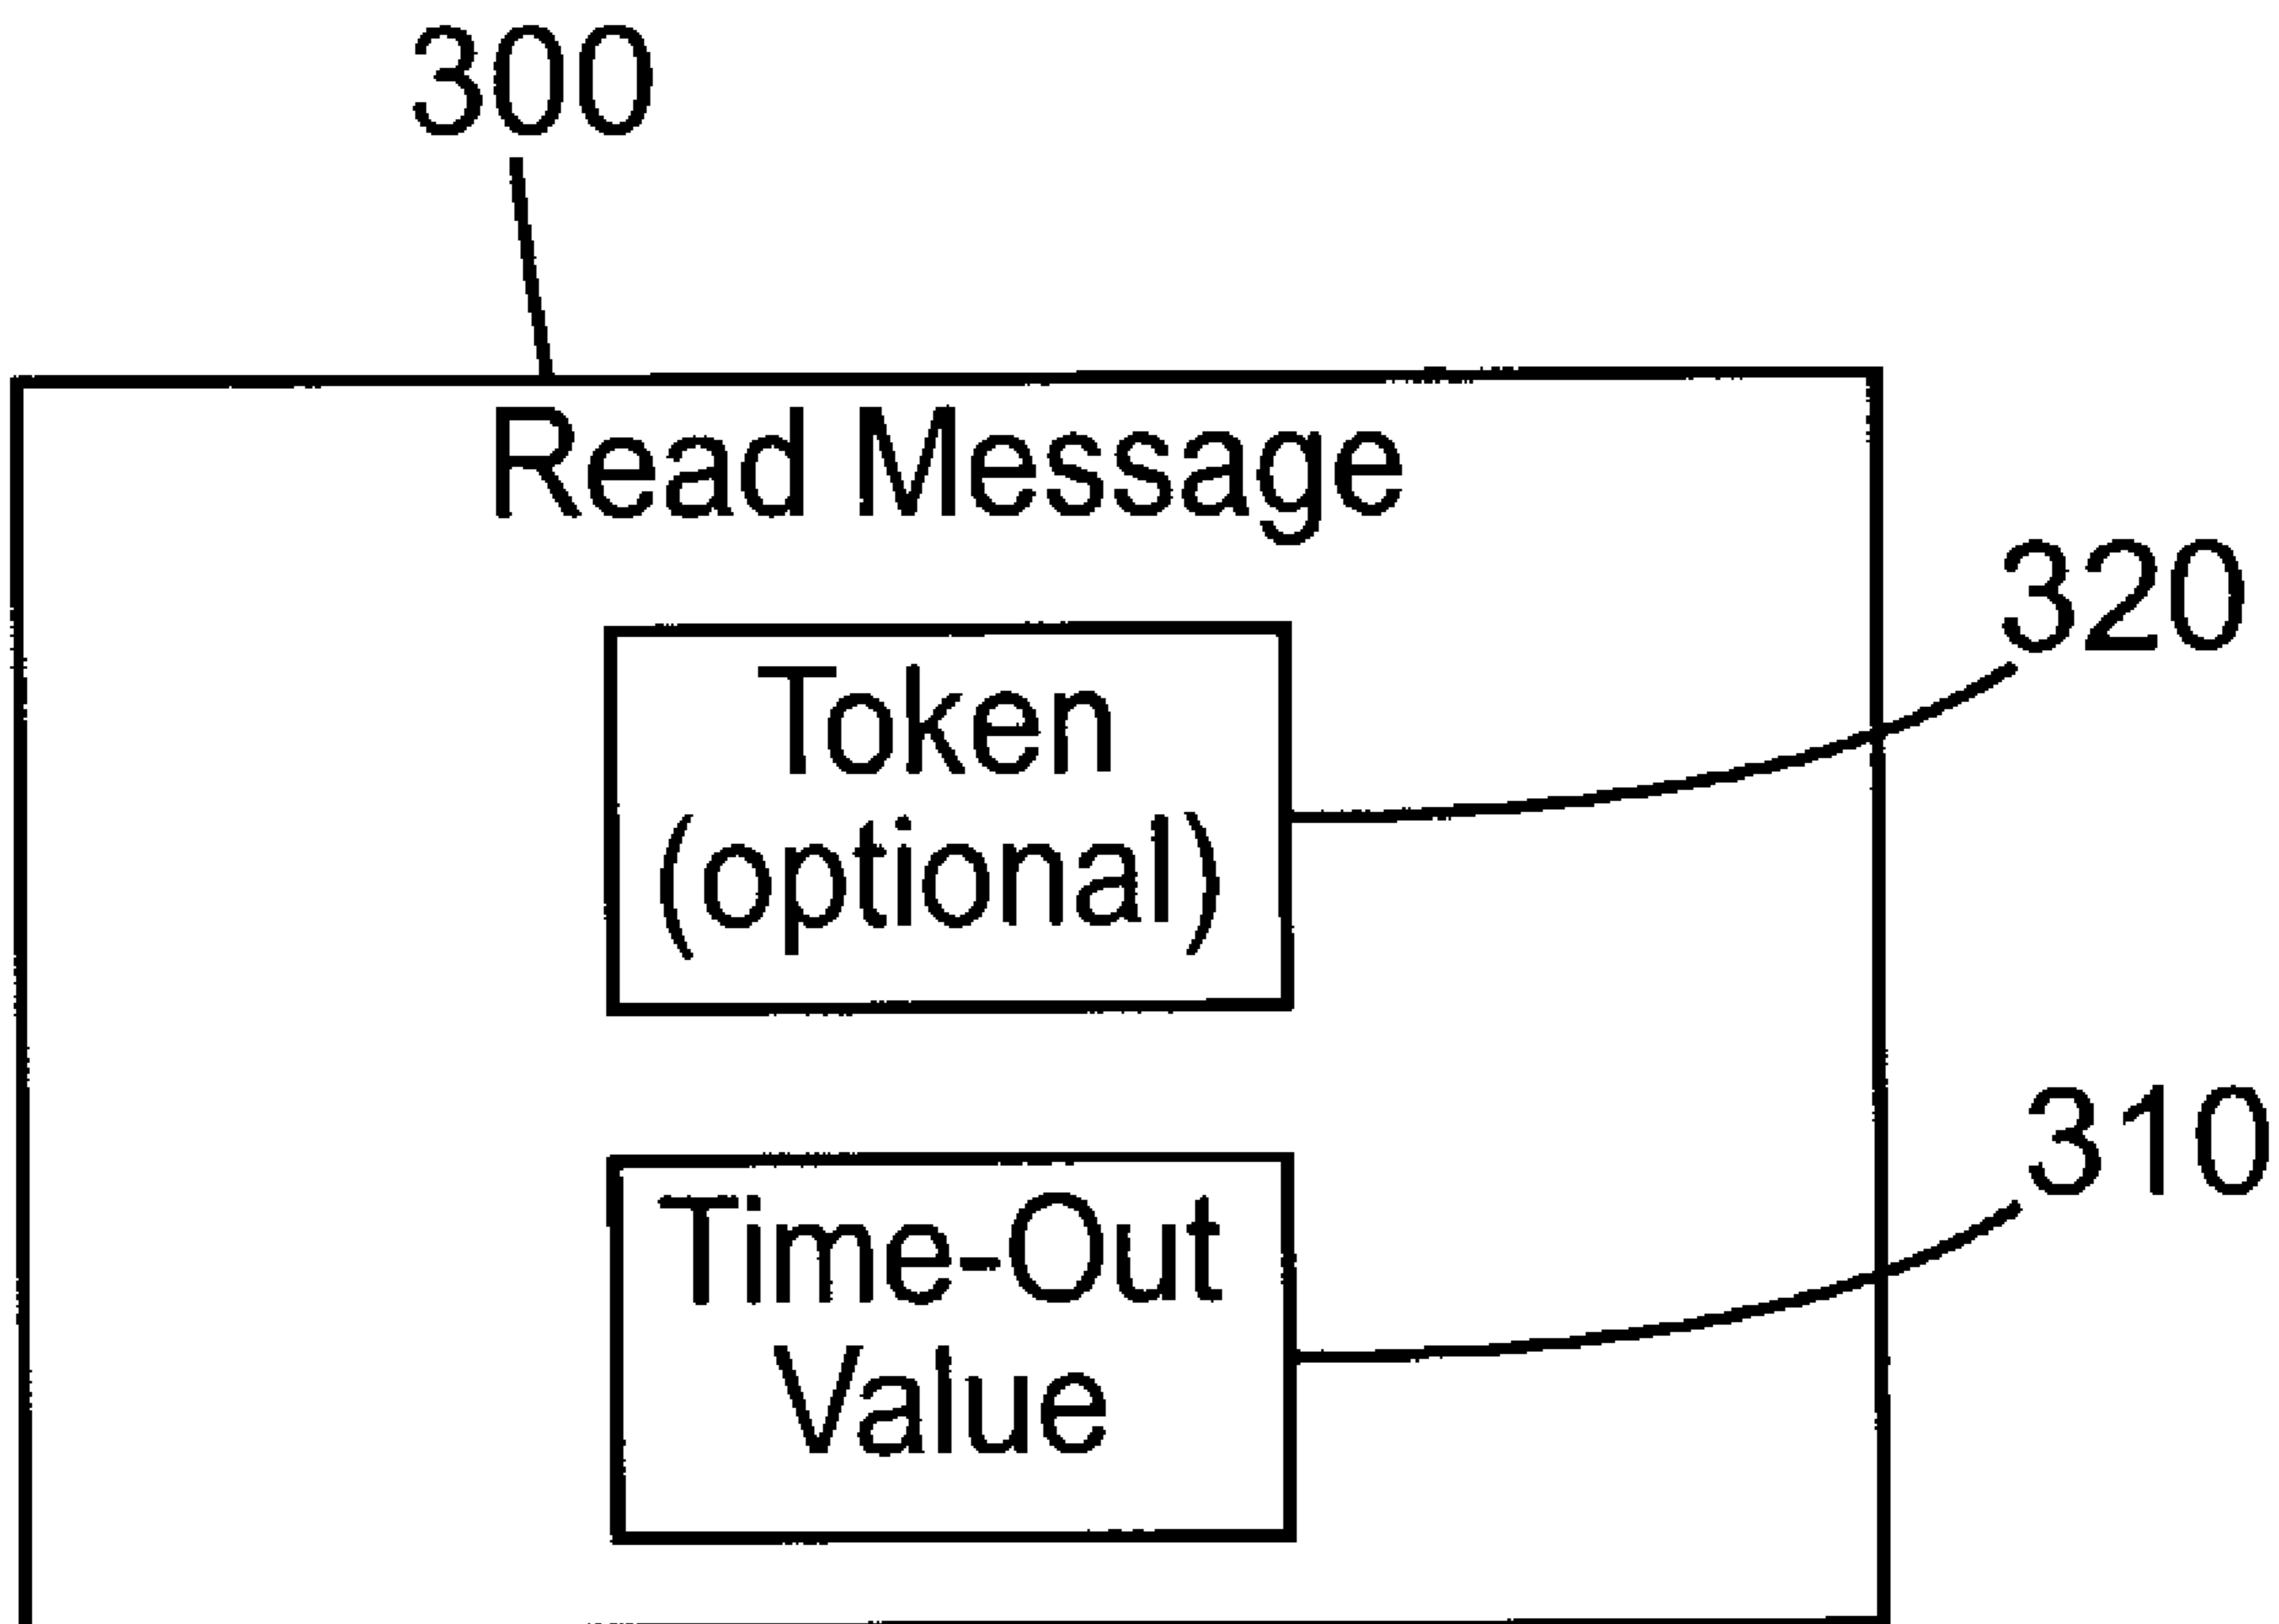 300
Read Message
320
Token
(optional)
310
Time-Out
Value